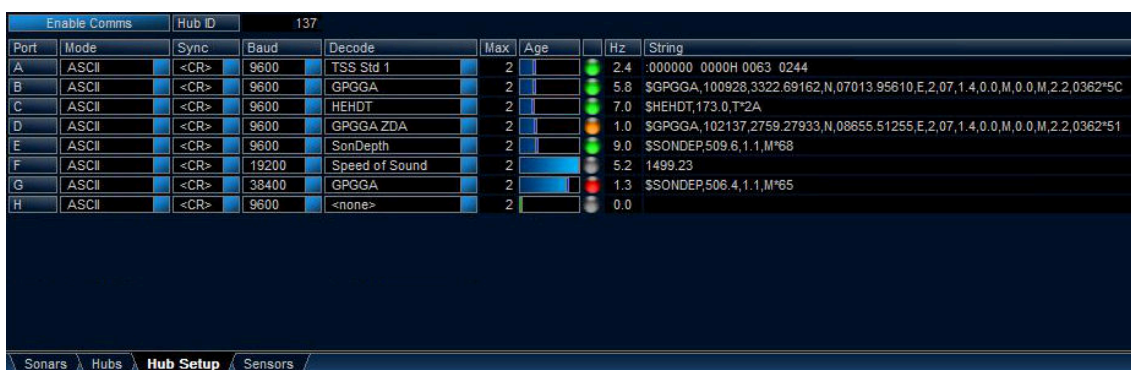 Enable Comms Hub ID 137
Port Mode Sync Baud Decode Max Age Hz String
A ASCII <CR> 9600 TSS Std 1 2 2.4 :000000 0000H 0063 0244
B ASCII <CR> 9600 GPGGA 2 5.8 $GPGGA,100928,3322.69162,N,07013.95610,E,2,07,1.4,0.0,M,0.0,M,2.2,0362*5C
C ASCII <CR> 9600 HEHDT 2 7.0 $HEHDT,173.0,T*2A
D ASCII <CR> 9600 GPGGA ZDA 2 1.0 $GPGGA,102137,2759.27933,N,08655.51255,E,2,07,1.4,0.0,M,0.0,M,2.2,0362*51
E ASCII <CR> 9600 SonDepth 2 9.0 $SONDEP,509.6,1.1,M*68
F ASCII <CR> 19200 Speed of Sound 2 5.2 1499.23
G ASCII <CR> 38400 GPGGA 2 1.3 $SONDEP,506.4,1.1,M*65
H ASCII <CR> 9600 <none> 2 0.0
Sonars Hubs Hub Setup Sensors